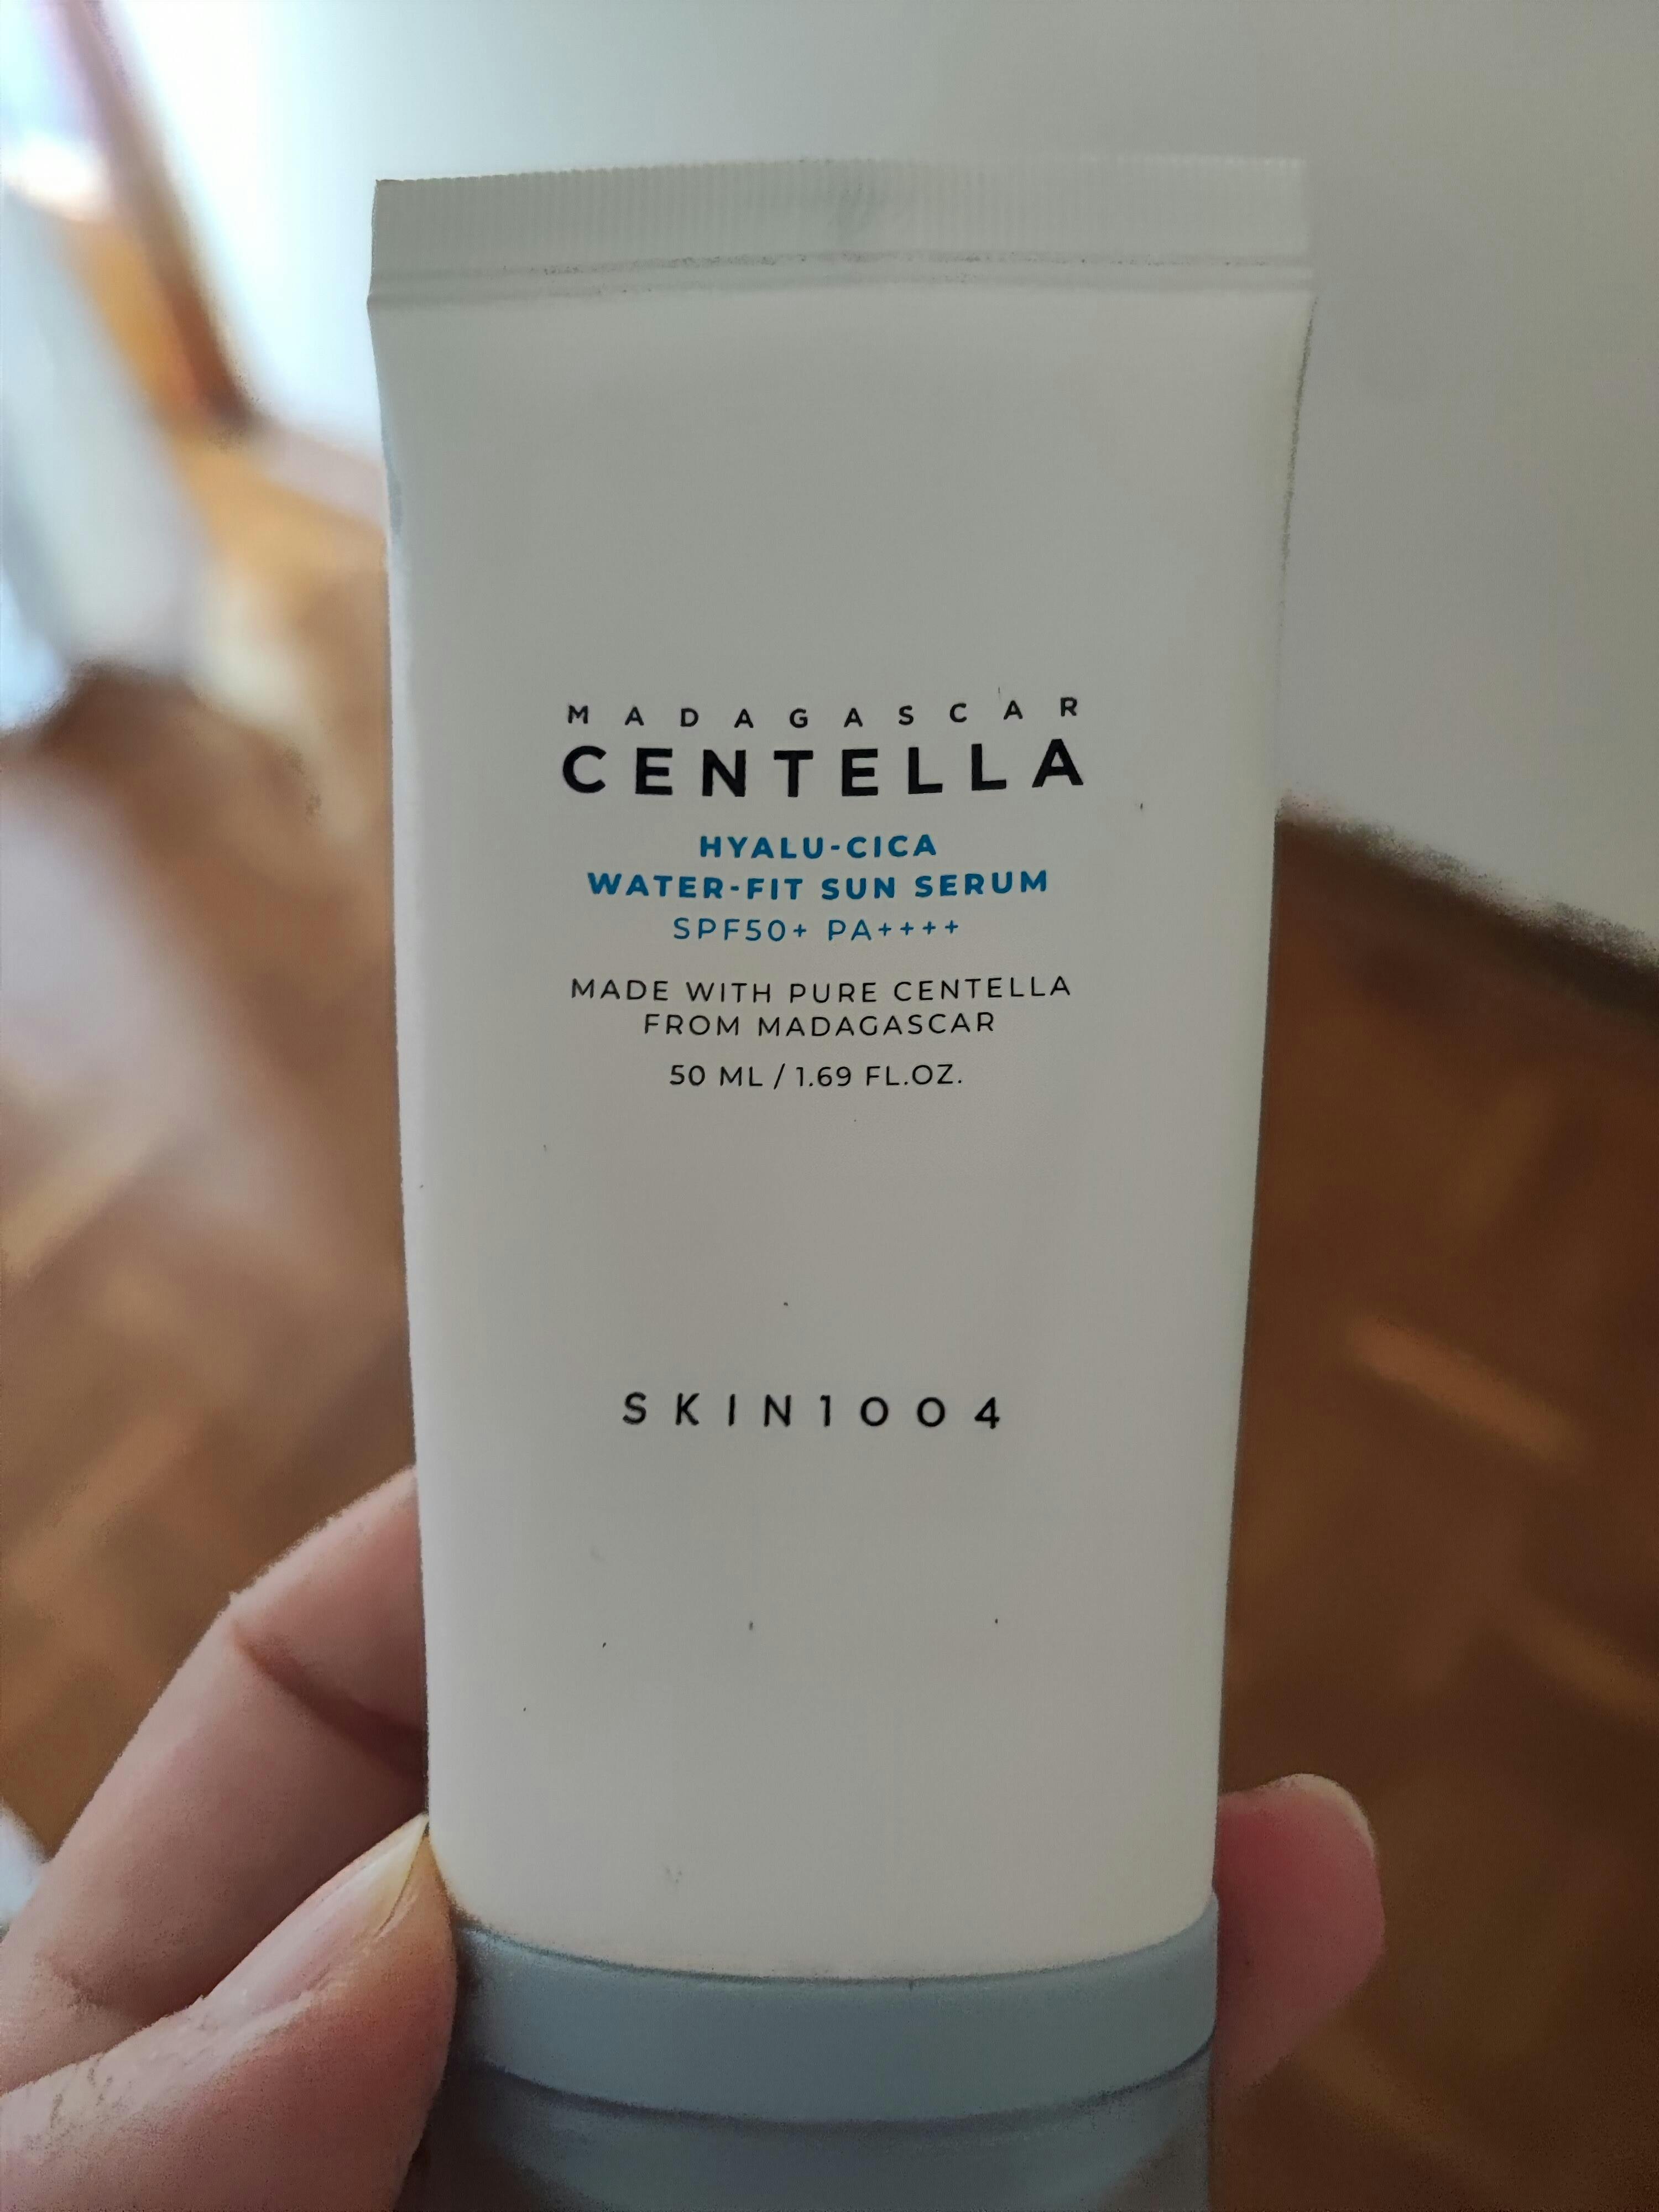 MADAGASCAR
CENTELLA
HYALU-CICA
WATER-FIT SUN SERUM
SPF50+ PA++++
MADE WITH PURE CENTELLA
FROM MADAGASCAR
50 ML / 1.69 FL.OZ.
SKIN1004